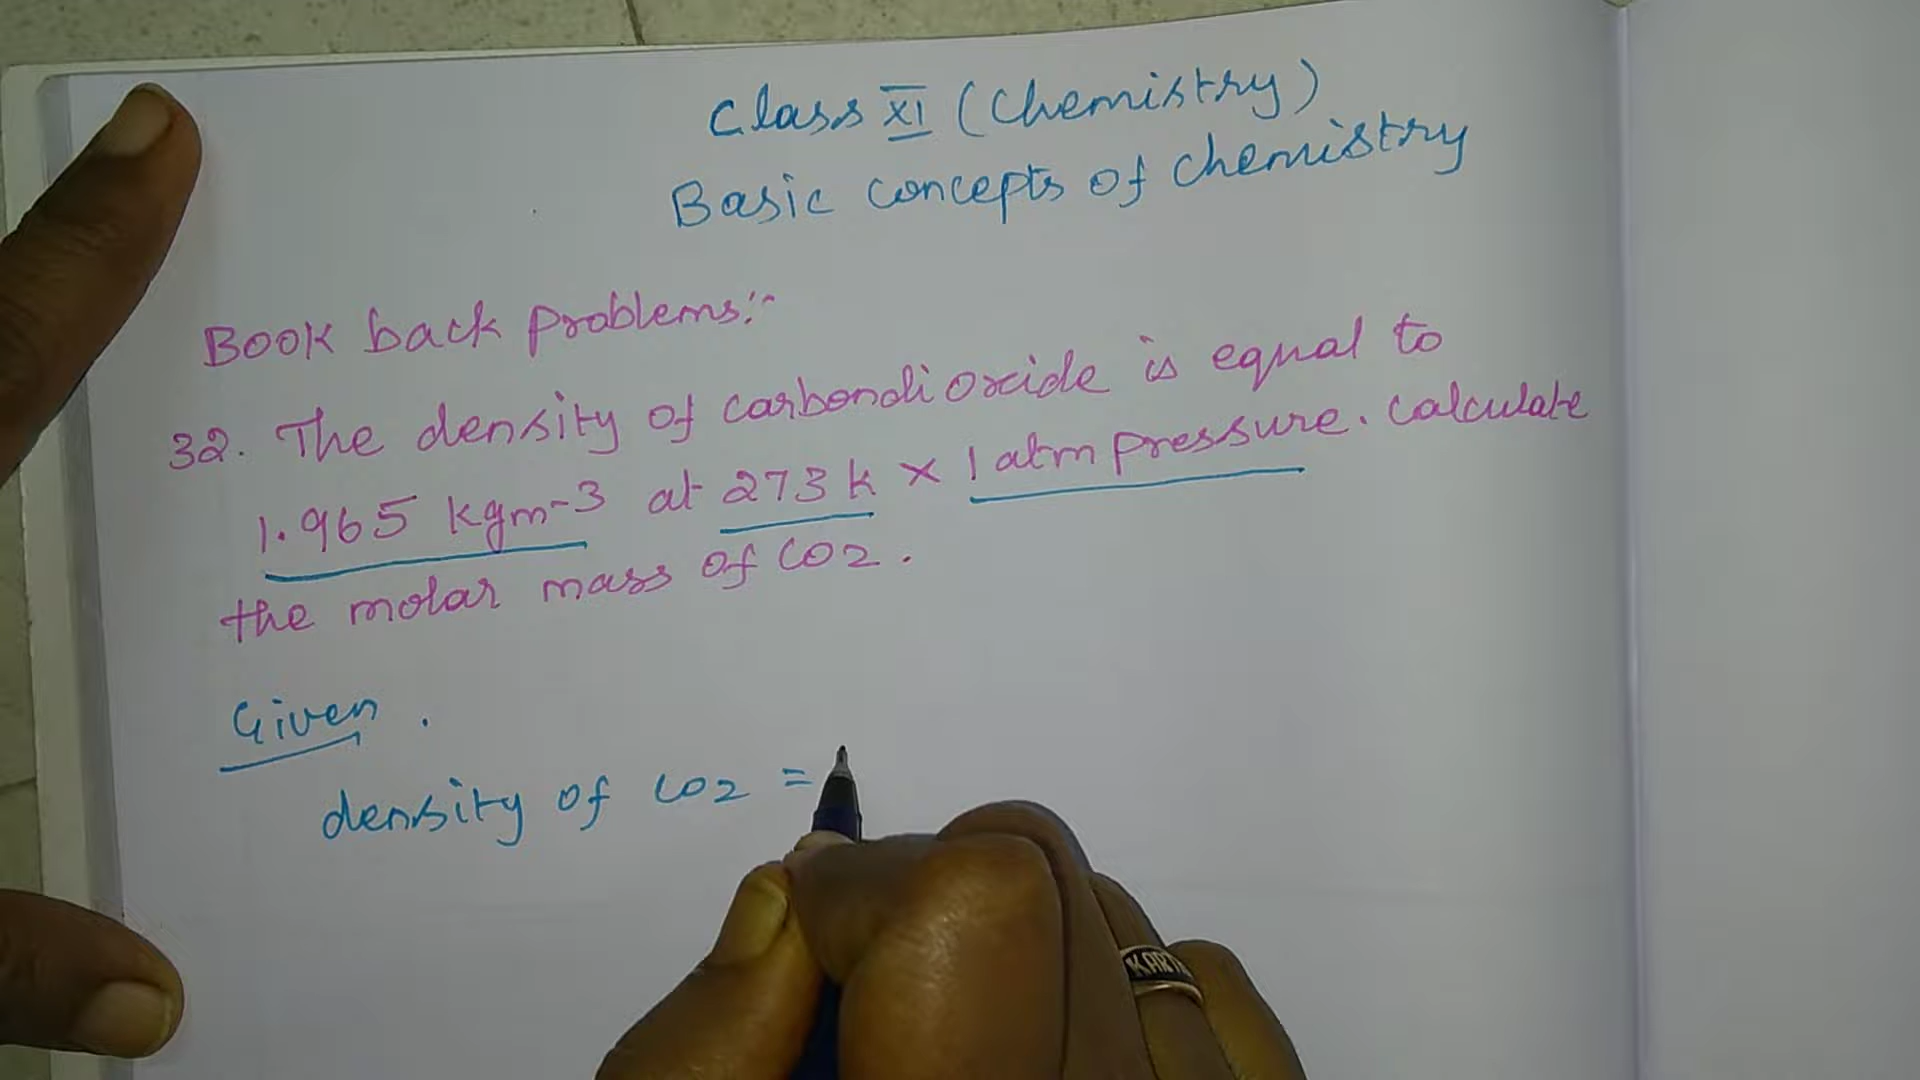 Class XI (Chemistry)
Basic concepts of chemistry
Book back problems:-
32. The density of carbondioxide is equal to
1.965 kgm-3 at 273k × 1 atm pressure. calculate
the molar mass of CO2.
Given.
density of CO2 =